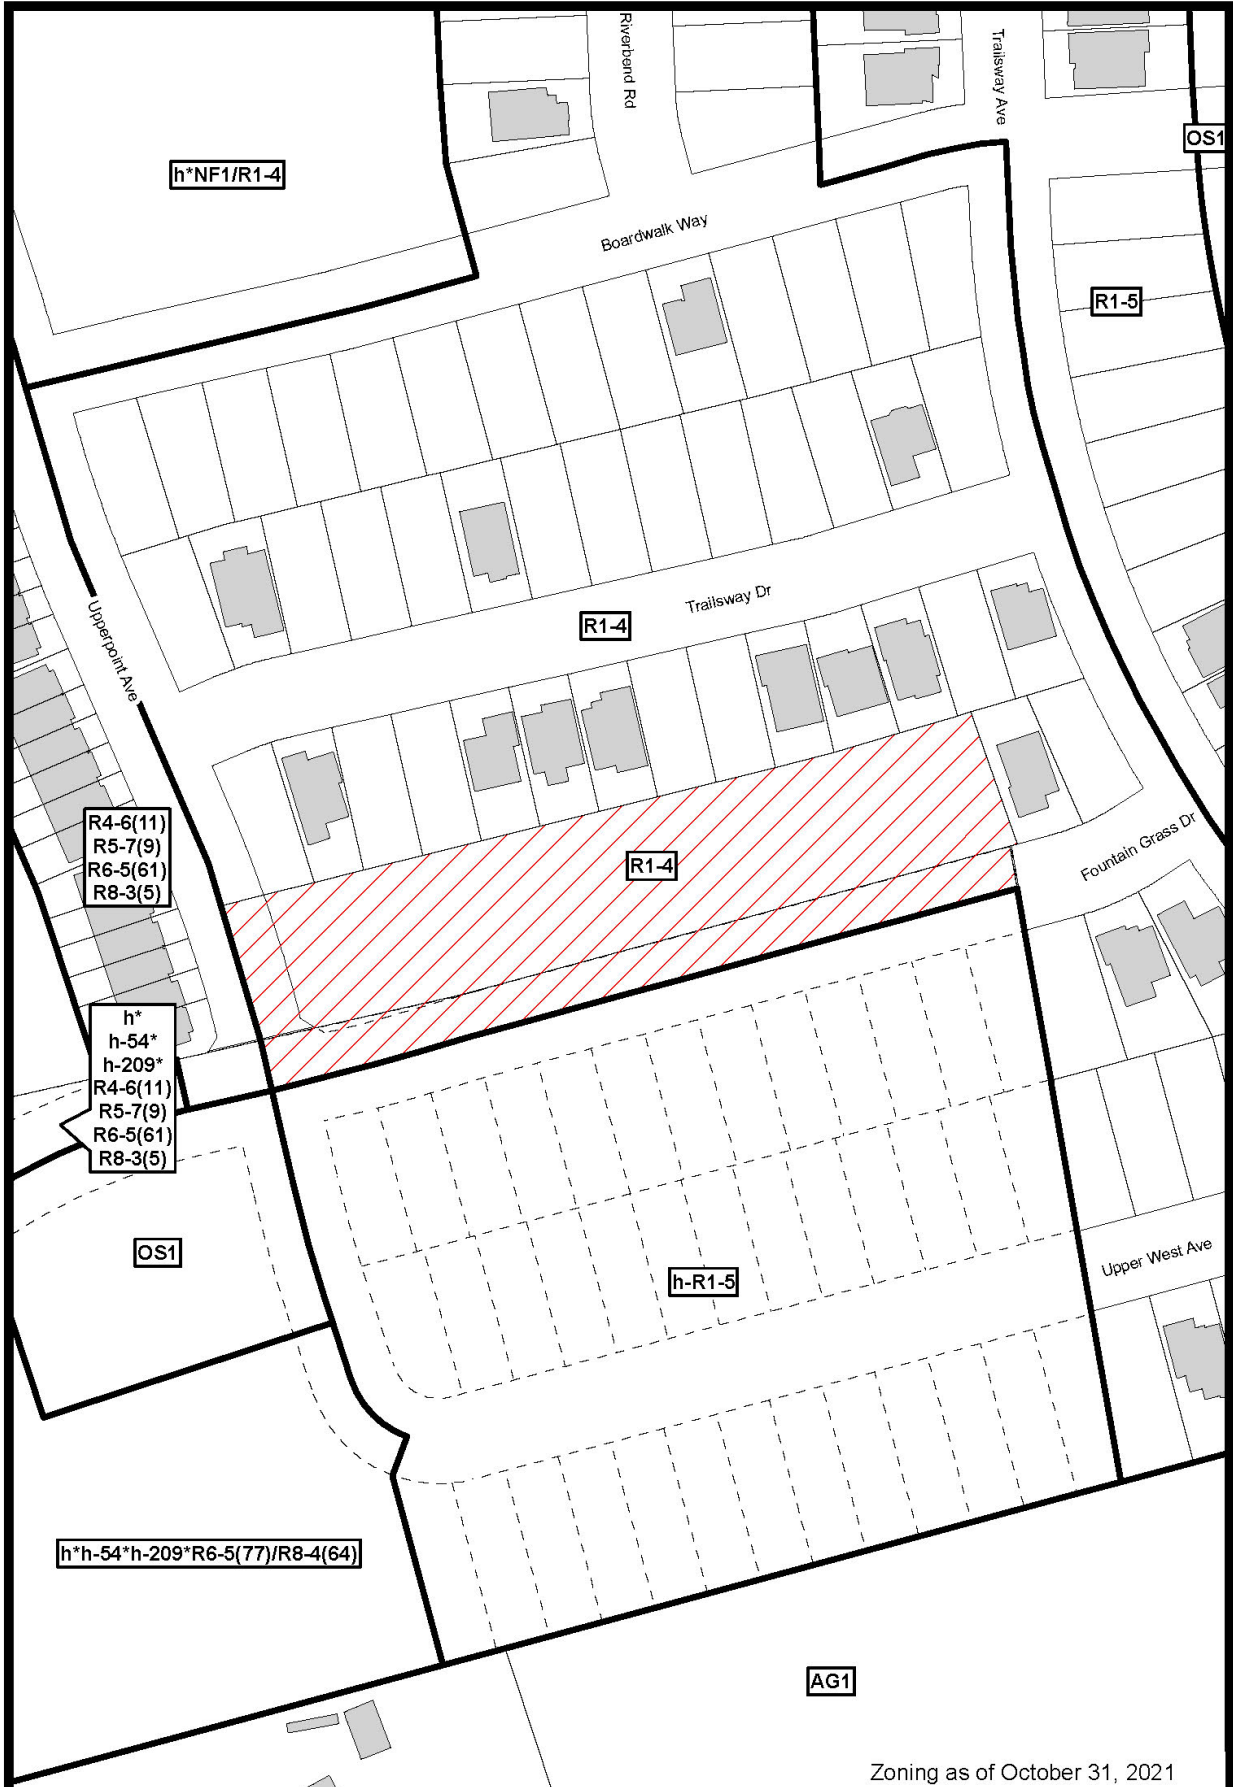 Riverbend Rd
Trailsway Ave
OS1
h*NF1/R1-4
Boardwalk Way
R1-5
Upperpoint Ave
Trailsway Dr
R1-4
R4-6(11)
R5-7(9)
R6-5(61)
R8-3(5)
R1-4
Fountain Grass Dr
h*
h-54*
h-209*
R4-6(11)
R5-7(9)
R6-5(61)
R8-3(5)
OS1
Upper West Ave
h-R1-5
h*h-54*h-209*R6-5(77)/R8-4(64)
AG1
Zoning as of October 31, 2021